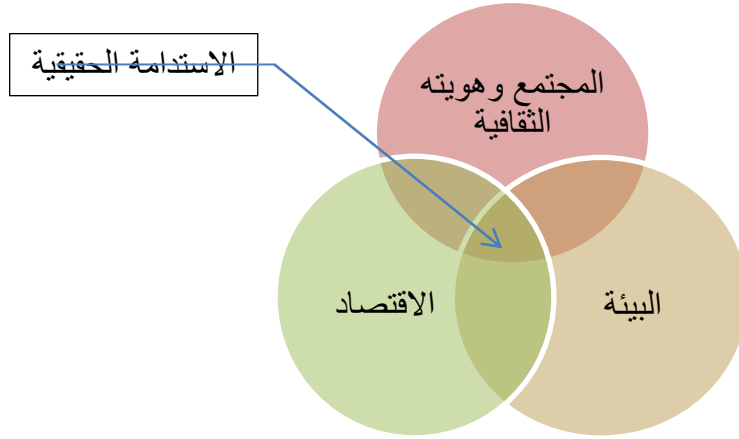 الاستدامة الحقيقية
المجتمع وهويته
الثقافية
الاقتصاد
البيئة